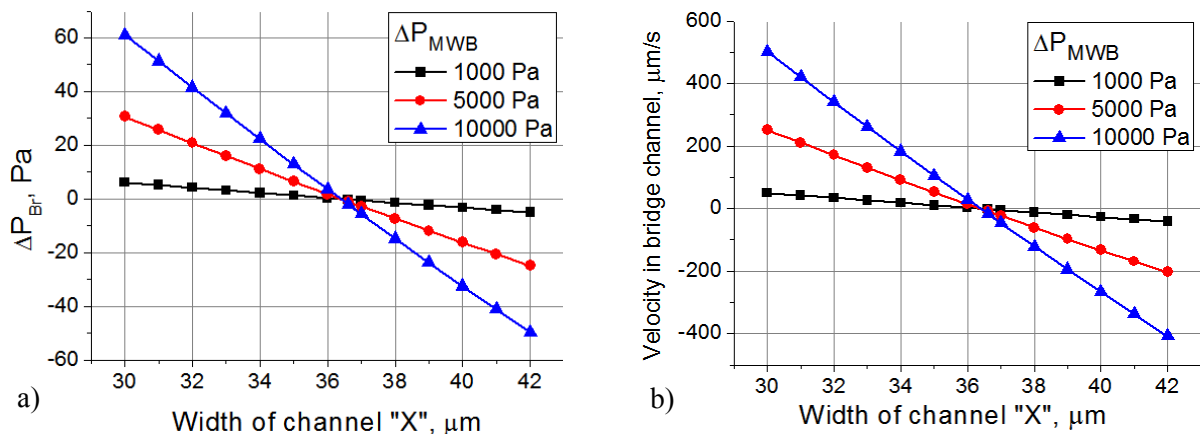 60
40
20
0
-20
-40
-60
ΔP_Br, Pa
ΔP_MWB
1000 Pa
5000 Pa
10000 Pa
30 32 34 36 38 40 42
Width of channel "X", μm
a)
600
400
200
0
-200
-400
Velocity in bridge channel, μm/s
ΔP_MWB
1000 Pa
5000 Pa
10000 Pa
30 32 34 36 38 40 42
Width of channel "X", μm
b)